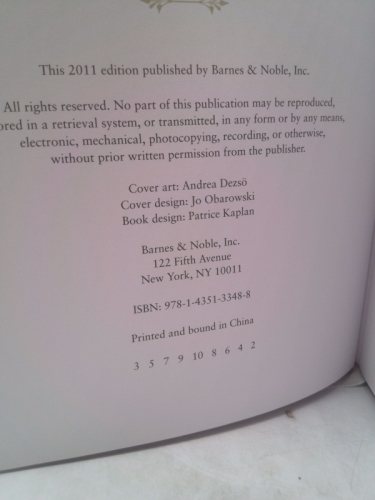 This 2011 edition published by Barnes & Noble, Inc.
All rights reserved. No part of this publication may be reproduced,
ored in a retrieval system, or transmitted, in any form or by any means,
electronic, mechanical, photocopying, recording, or otherwise,
without prior written permission from the publisher.
Cover art: Andrea Dezsö
Cover design: Jo Obarowski
Book design: Patrice Kaplan
Barnes & Noble, Inc.
122 Fifth Avenue
New York, NY 10011
ISBN: 978-1-4351-3348-8
Printed and bound in China
3 5 7 9 10 8 6 4 2